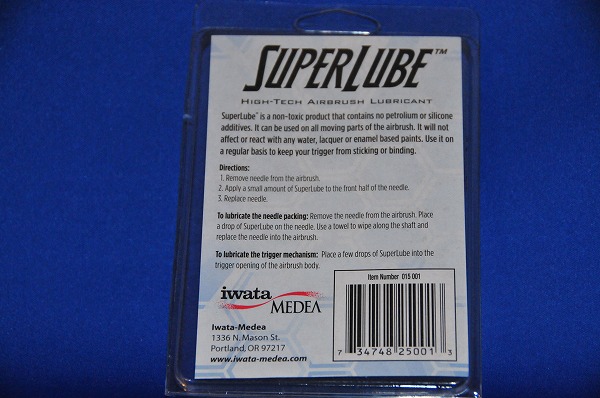 SUPERLUBE™
HIGH-TECH AIRBRUSH LUBRICANT
SuperLube™ is a non-toxic product that contains no petrolium or silicone
additives. It can be used on all moving parts of the airbrush. It will not
affect or react with any water, lacquer or enamel based paints. Use it on
a regular basis to keep your trigger from sticking or binding.
Directions:
1. Remove needle from the airbrush.
2. Apply a small amount of SuperLube to the front half of the needle.
3. Replace needle.
To lubricate the needle packing: Remove the needle from the airbrush. Place
a drop of SuperLube on the needle. Use a towel to wipe along the shaft and
replace the needle into the airbrush.
To lubricate the trigger mechanism: Place a few drops of SuperLube into the
trigger opening of the airbrush body.
iwata
MEDEA
Iwata-Medea
1336 N. Mason St.
Portland, OR 97217
www.iwata-medea.com
Item Number 015 001
7 34748 25001 3